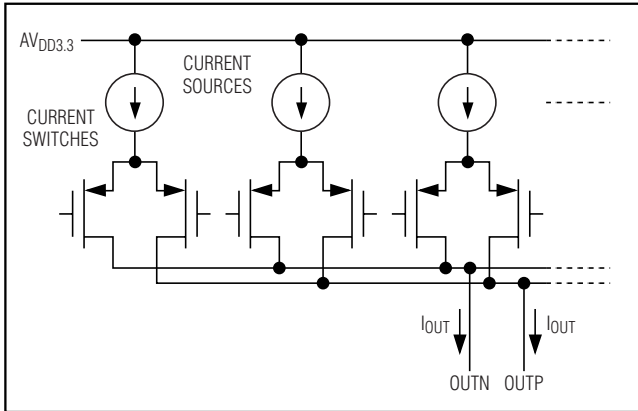 AVDD3.3
CURRENT
SOURCES
CURRENT
SWITCHES
IOUT
IOUT
OUTN
OUTP